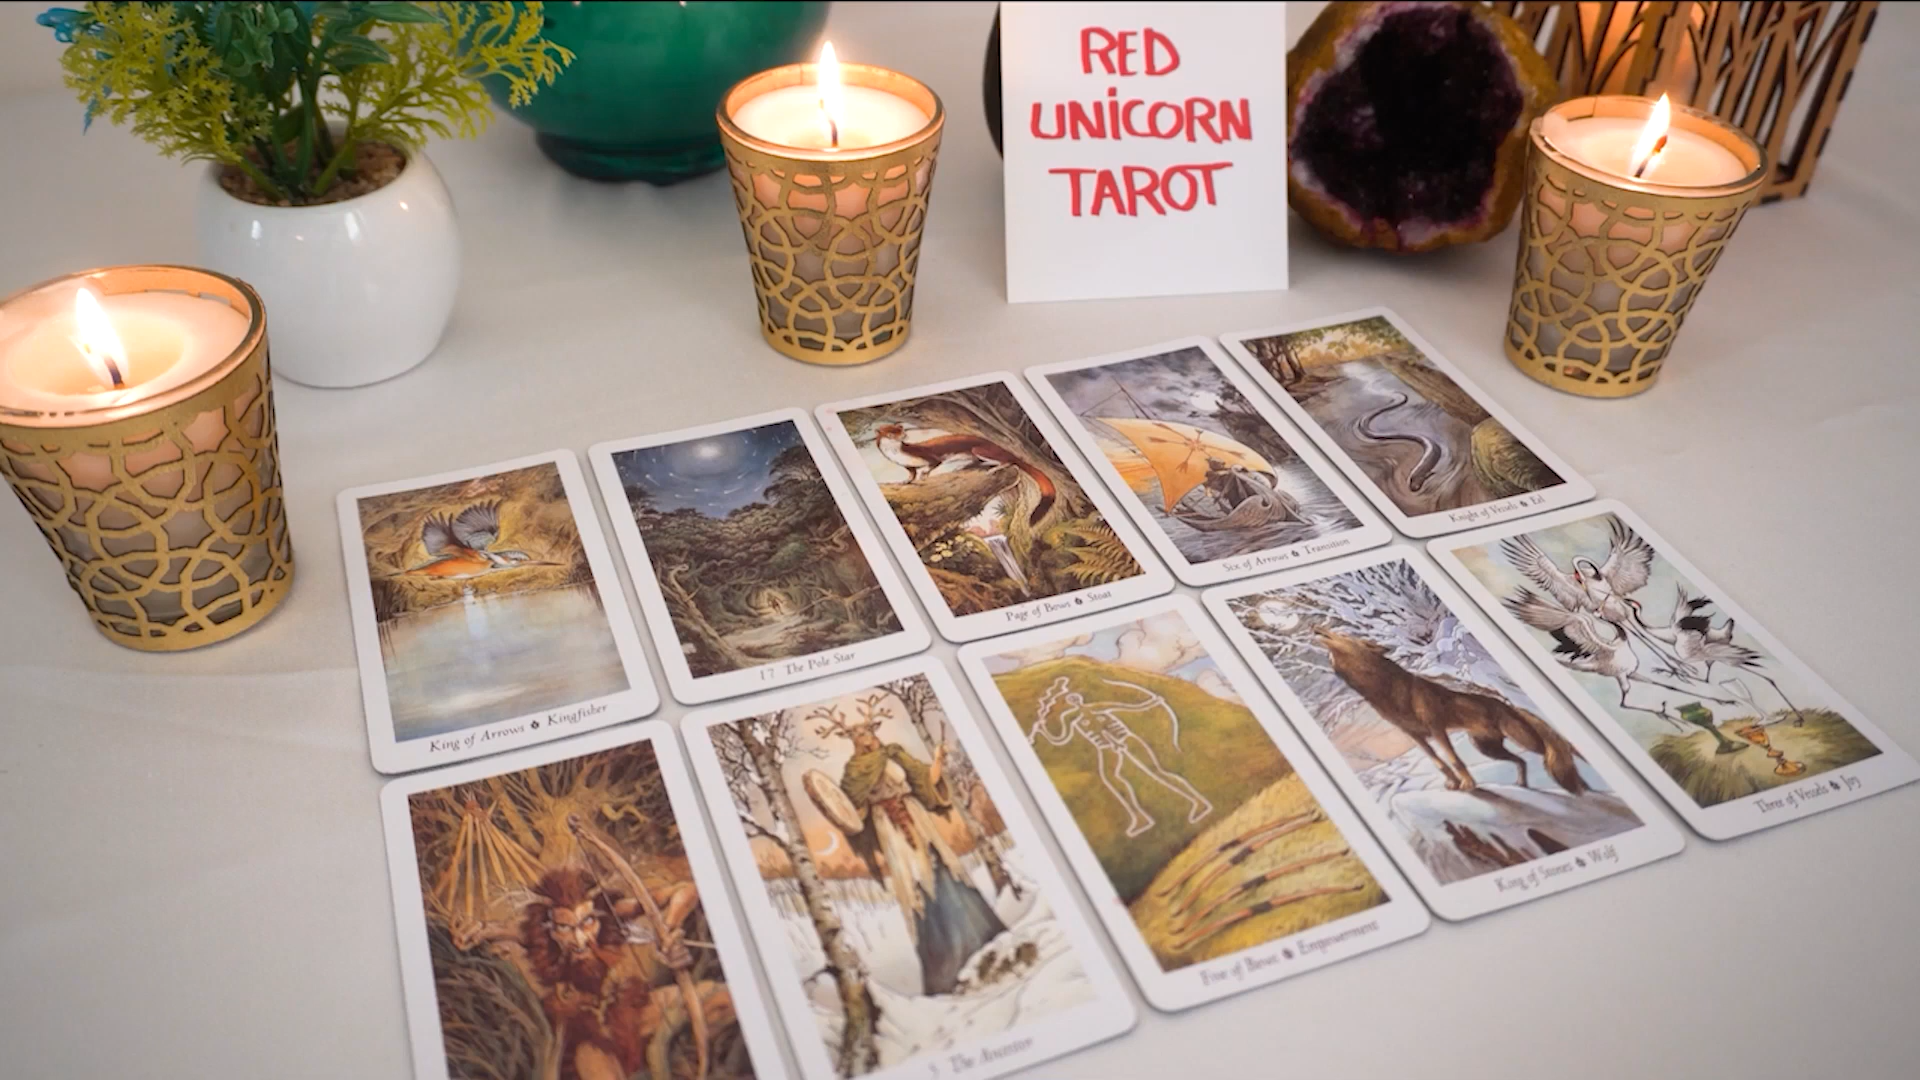 RED
UNICORN
TAROT
King of Arrows Kingfisher
17 The Pole Star
Page of Bows Stoat
Six of Arrows Transition
Knight of Vessels Eel
5 The Ancestor
Five of Bows Empowerment
King of Stones Wolf
Three of Vessels Joy